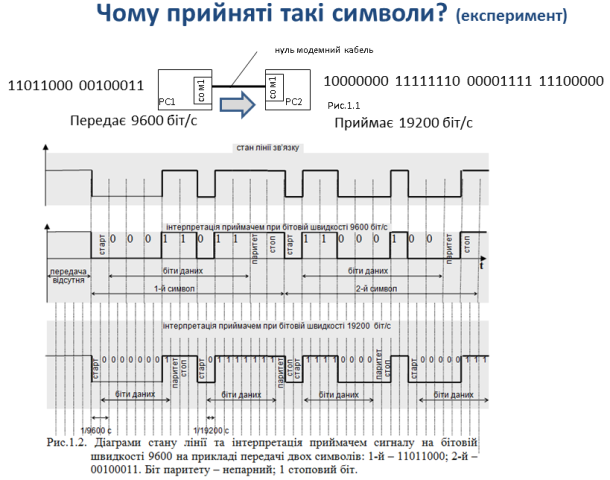 Чому прийняті такі символи? (експеримент)
нуль модемний кабель
11011000 00100011
PC1
com1
com1
PC2
10000000 11111110 00001111 11100000
Рис.1.1
Передає 9600 біт/с
Приймає 19200 біт/с
стан лінії зв'язку
інтерпретація приймачем при бітовій швидкості 9600 біт/с
старт 0 0 0 1 1 0 1 1 паритет стоп старт 1 1 0 0 0 1 0 0 паритет стоп
t
передача відсутня
біти даних
біти даних
1-й символ
2-й символ
інтерпретація приймачем при бітовій швидкості 19200 біт/с
старт 0 0 0 0 0 0 0 1 паритет стоп старт 0 1 1 1 1 1 1 1 стоп старт 1 1 1 1 0 0 0 0 паритет стоп старт 0 0 0 0 0 1 1 1
біти даних
біти даних
біти даних
біти даних
1/9600 с
1/19200 с
Рис.1.2. Діаграми стану лінії та інтерпретація приймачем сигналу на бітовій
швидкості 9600 на прикладі передачі двох символів: 1-й – 11011000; 2-й –
00100011. Біт паритету – непарний; 1 стоповий біт.